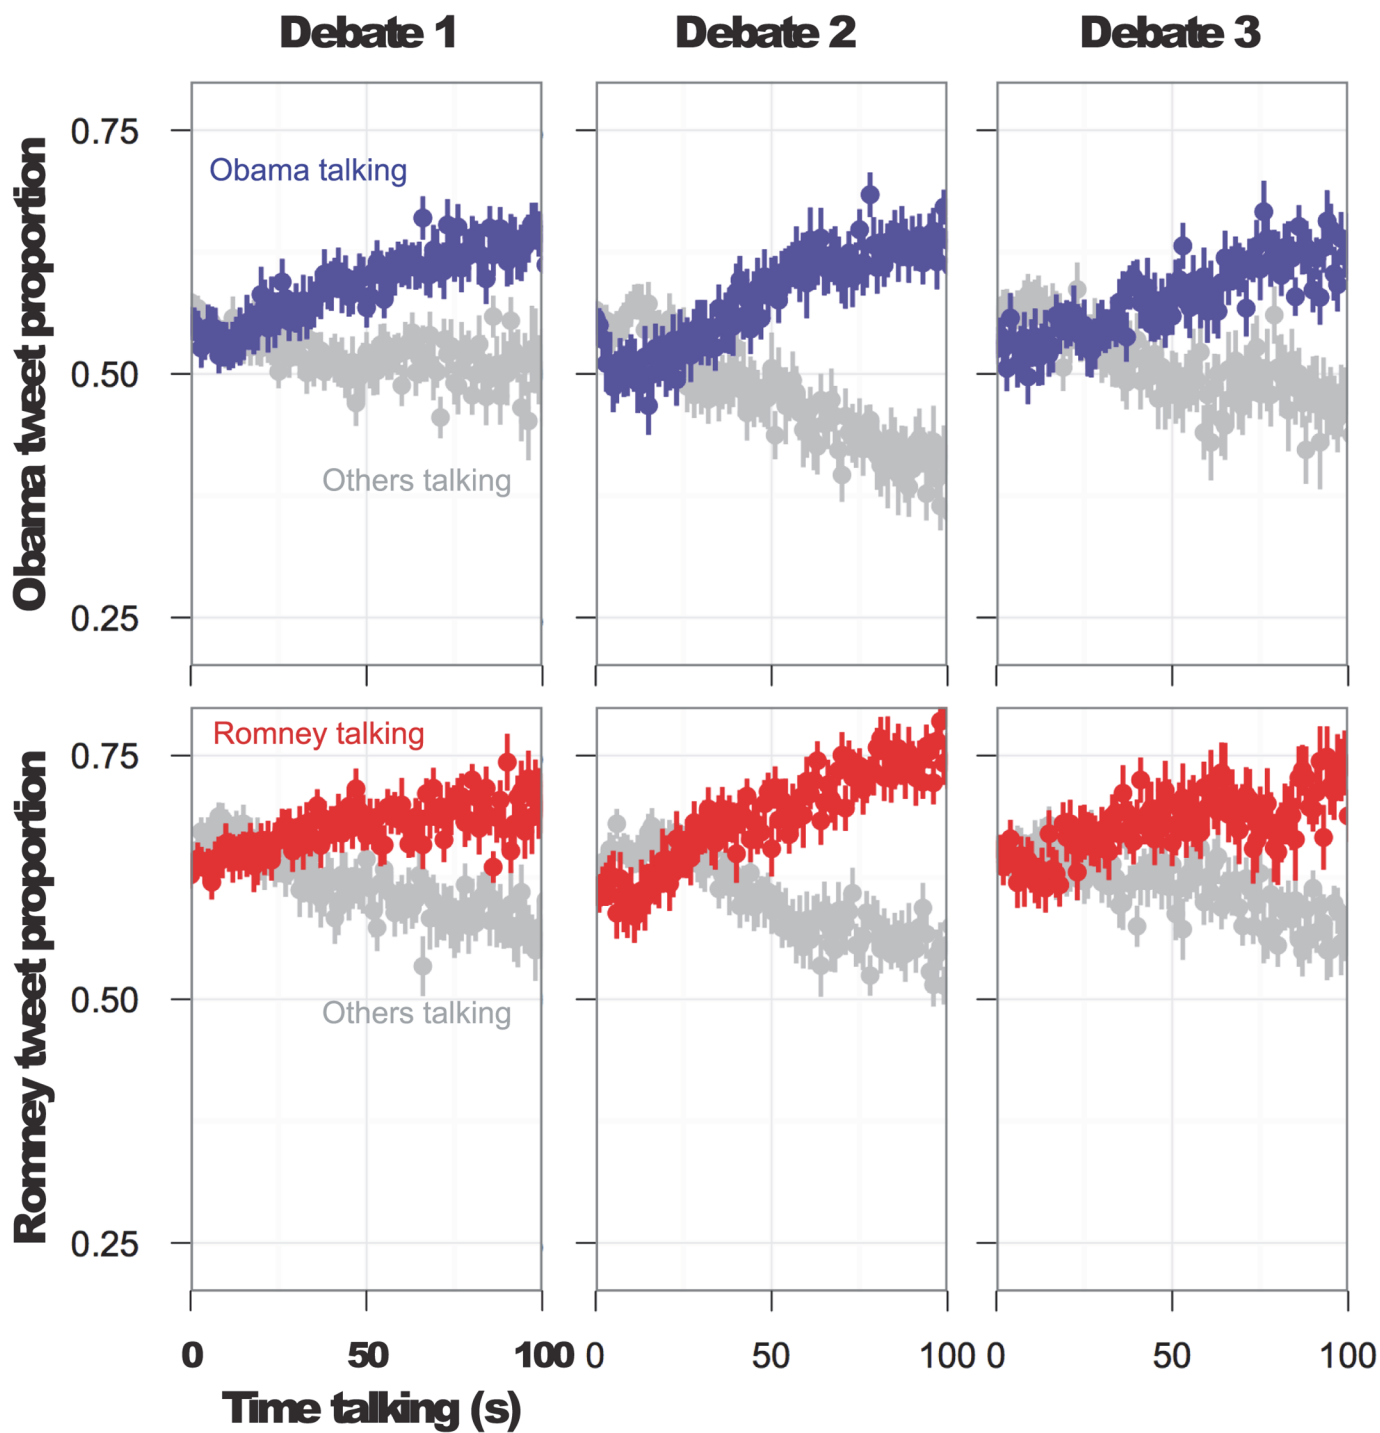 Debate 1 Debate 2 Debate 3
Obama tweet proportion
0.75
0.50
0.25
Obama talking
Others talking
Romney tweet proportion
0.75
0.50
0.25
Romney talking
Others talking
0 50 100 0 50 100 0 50 100
Time talking (s)